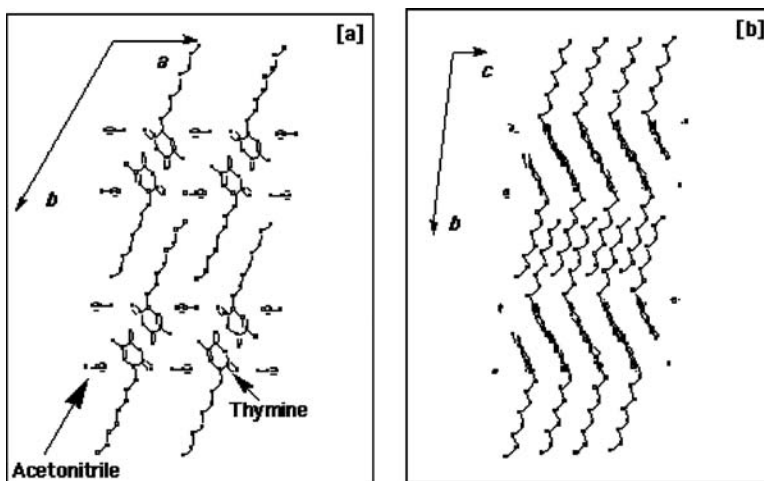 [a]
a
b
Thymine
Acetonitrile
[b]
c
b